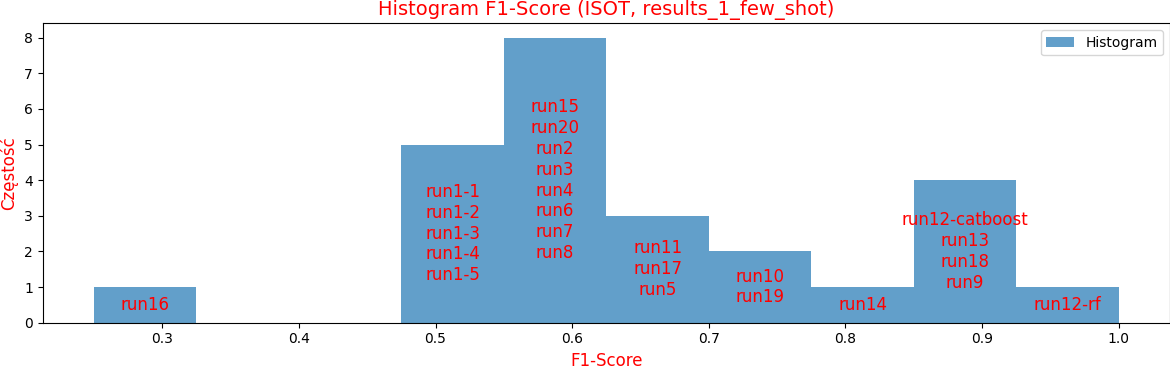 Histogram F1-Score (ISOT, results_1_few_shot)
Histogram
Częstość
8
7
6
5
4
3
2
1
0
run16
run1-1
run1-2
run1-3
run1-4
run1-5
run15
run20
run2
run3
run4
run6
run7
run8
run11
run17
run5
run10
run19
run14
run12-catboost
run13
run18
run9
run12-rf
0.3 0.4 0.5 0.6 0.7 0.8 0.9 1.0
F1-Score